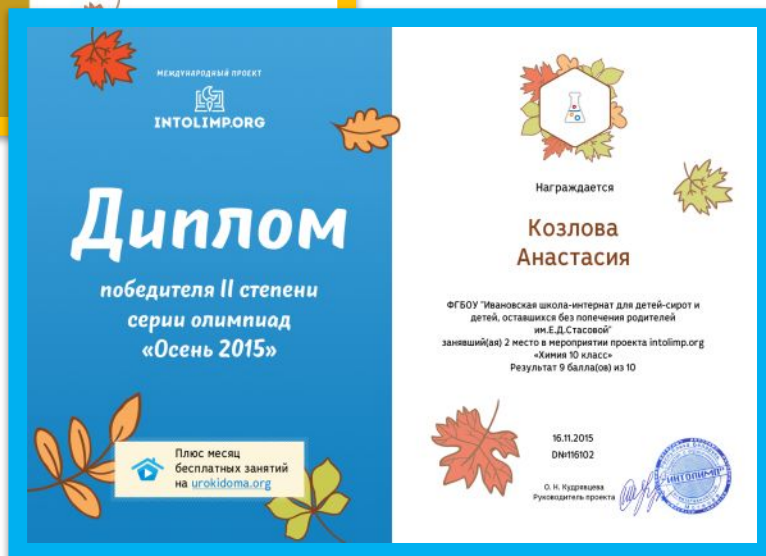 МЕЖДУНАРОДНЫЙ ПРОЕКТ
INTOLIMP.ORG
Диплом
победителя II степени
серии олимпиад
«Осень 2015»
Плюс месяц
бесплатных занятий
на urokidoma.org
Награждается
Козлова
Анастасия
ФГБОУ "Ивановская школа-интернат для детей-сирот и
детей, оставшихся без попечения родителей
им.Е.Д.Стасовой"
занявший(ая) 2 место в мероприятии проекта intolimp.org
«Химия 10 класс»
Результат 9 балла(ов) из 10
16.11.2015
DN#116102
О. Н. Кудрявцева
Руководитель проекта
ИНТОЛИМП